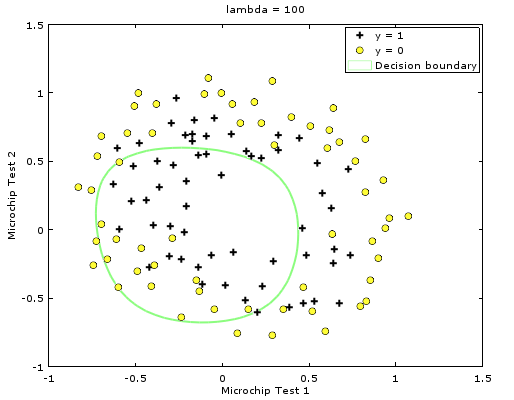 lambda = 100
y = 1
y = 0
Decision boundary
1.5
1
0.5
0
-0.5
-1
-1
-0.5
0
0.5
1
1.5
Microchip Test 2
Microchip Test 1